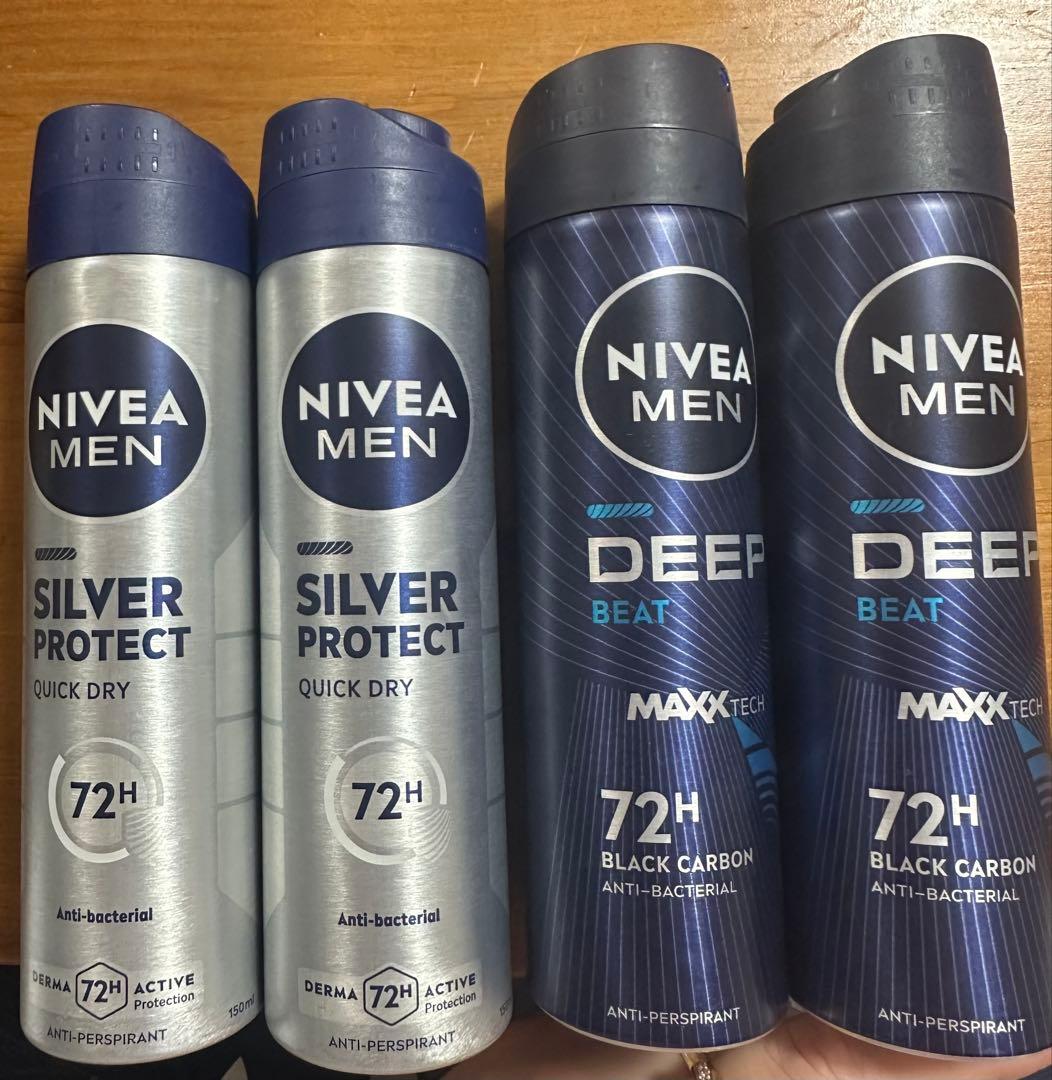 NIVEA
MEN
SILVER
PROTECT
QUICK DRY
72H
Anti-bacterial
DERMA 72H ACTIVE
Protection
150ml
ANTI-PERSPIRANT
NIVEA
MEN
SILVER
PROTECT
QUICK DRY
72H
Anti-bacterial
DERMA 72H ACTIVE
Protection
ANTI-PERSPIRANT
NIVEA
MEN
DEEP
BEAT
MAXXTECH
72H
BLACK CARBON
ANTI-BACTERIAL
ANTI-PERSPIRANT
NIVEA
MEN
DEEP
BEAT
MAXXTECH
72H
BLACK CARBON
ANTI-BACTERIAL
ANTI-PERSPIRANT